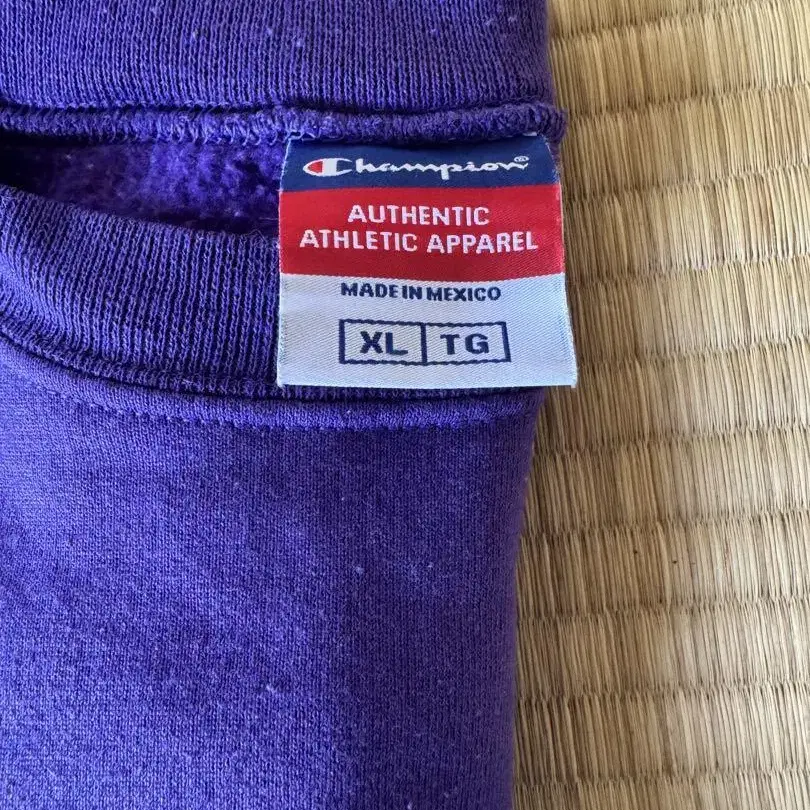 Champion®
AUTHENTIC
ATHLETIC APPAREL
MADE IN MEXICO
XL TG